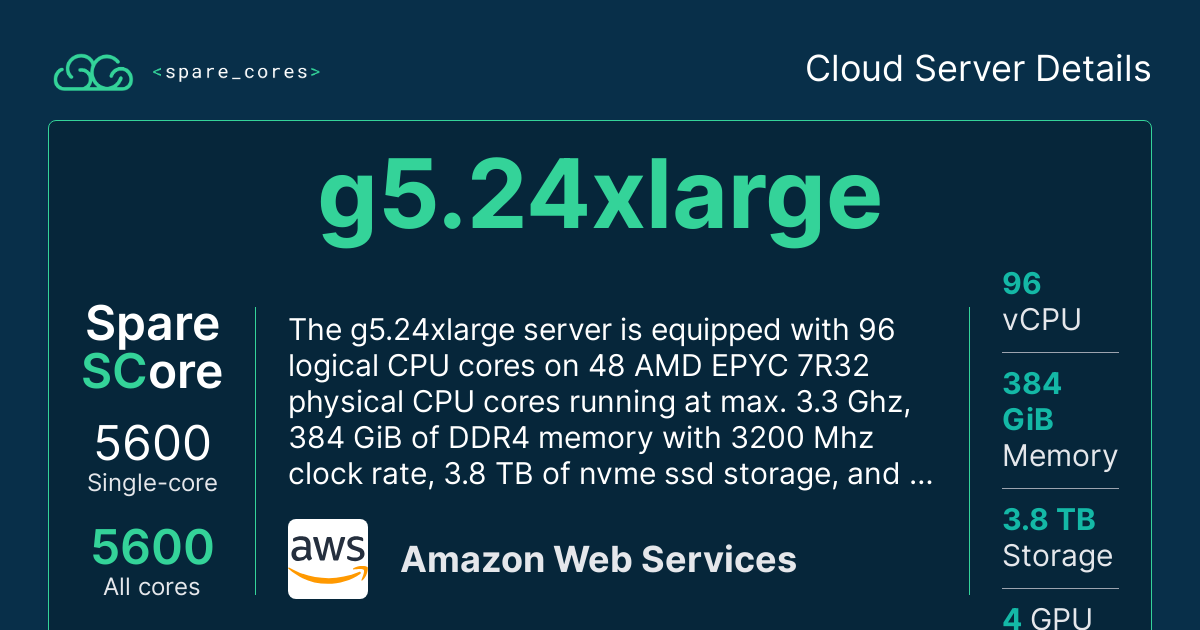 <spare_cores>
Cloud Server Details
g5.24xlarge
Spare
SCore
5600
Single-core
5600
All cores
The g5.24xlarge server is equipped with 96
logical CPU cores on 48 AMD EPYC 7R32
physical CPU cores running at max. 3.3 Ghz,
384 GiB of DDR4 memory with 3200 Mhz
clock rate, 3.8 TB of nvme ssd storage, and ...
aws
Amazon Web Services
96
vCPU
384
GiB
Memory
3.8 TB
Storage
4 GPU